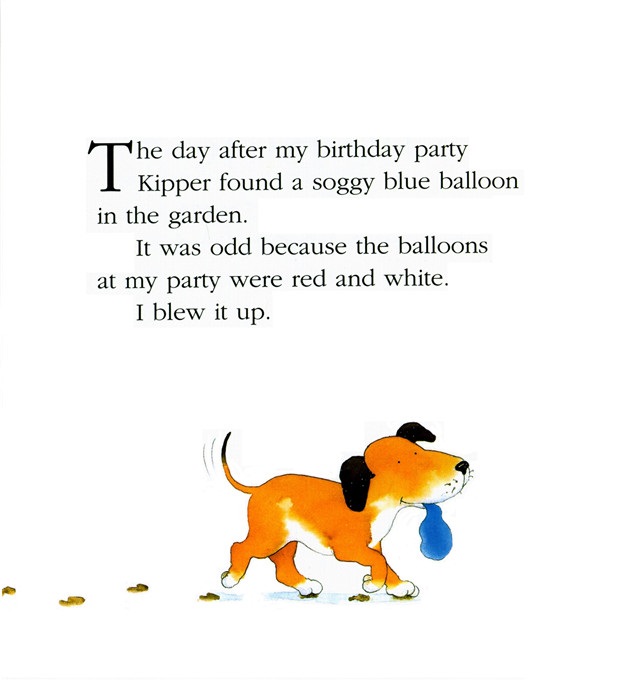 The day after my birthday party
Kipper found a soggy blue balloon
in the garden.
It was odd because the balloons
at my party were red and white.
I blew it up.